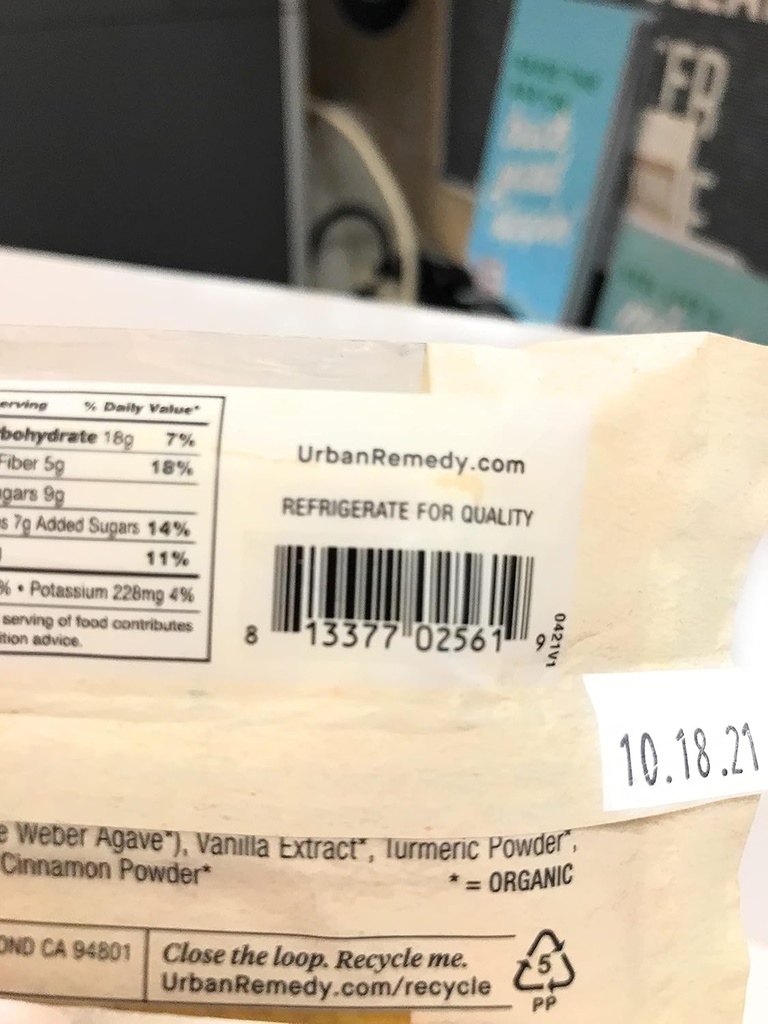 erving % Daily Value*
bohydrate 18g 7%
Fiber 5g 18%
gars 9g
s 7g Added Sugars 14%
11%
% • Potassium 228mg 4%
serving of food contributes
ition advice.
UrbanRemedy.com
REFRIGERATE FOR QUALITY
8 13377 02561 9
0421V1
10.18.21
e Weber Agave*), Vanilla Extract*, Turmeric Powder*,
Cinnamon Powder*
* = ORGANIC
OND CA 94801
Close the loop. Recycle me.
UrbanRemedy.com/recycle
5
PP